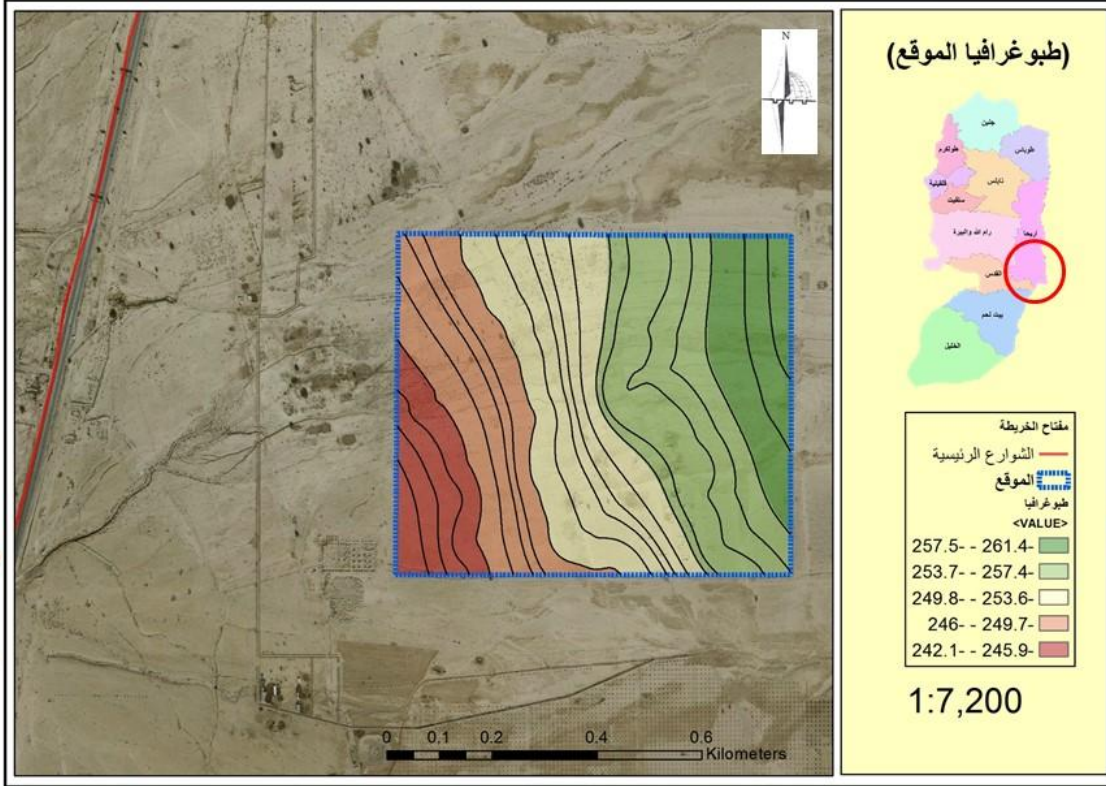 N
(طبوغرافيا الموقع)
جنين
طوباس
طولكرم
نابلس
قلقيلية
سلفيت
أريحا
رام الله والبيرة
القدس
بيت لحم
الخليل
مفتاح الخريطة
الشوارع الرئيسية
الموقع
طبوغرافيا
<VALUE>
257.5- - 261.4-
253.7- - 257.4-
249.8- - 253.6-
246- - 249.7-
242.1- - 245.9-
1:7,200
0 0.1 0.2 0.4 0.6
Kilometers